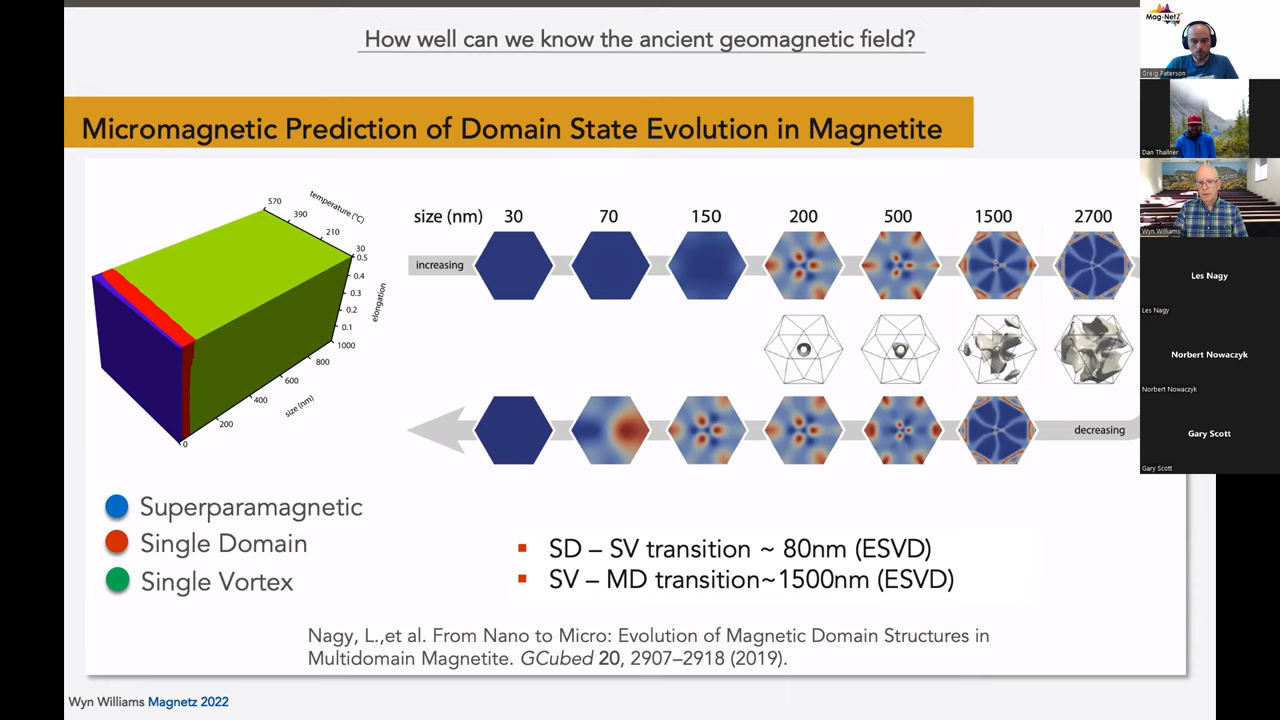 How well can we know the ancient geomagnetic field?
Micromagnetic Prediction of Domain State Evolution in Magnetite
570
390
210
30
temperature (°C)
0.5
0.4
0.3
0.2
0.1
elongation
1000
800
600
400
200
0
size (nm)
size (nm) 30 70 150 200 500 1500 2700
increasing
decreasing
Superparamagnetic
Single Domain
Single Vortex
SD – SV transition ~ 80nm (ESVD)
SV – MD transition~1500nm (ESVD)
Nagy, L.,et al. From Nano to Micro: Evolution of Magnetic Domain Structures in
Multidomain Magnetite. GCubed 20, 2907–2918 (2019).
Wyn Williams Magnetz 2022
Mag-NetZ
Greig Paterson
Dan Thallner
Wyn Williams
Les Nagy
Les Nagy
Norbert Nowaczyk
Norbert Nowaczyk
Gary Scott
Gary Scott